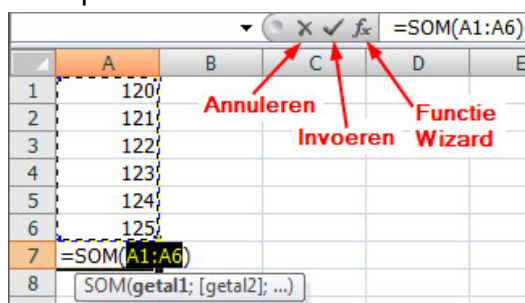 =SOM(A1:A6)
A B C D E
1 120
2 121
3 122
4 123
5 124
6 125
7 =SOM(A1:A6)
8 SOM(getal1; [getal2]; ...)
Annuleren
Invoeren
Functie
Wizard